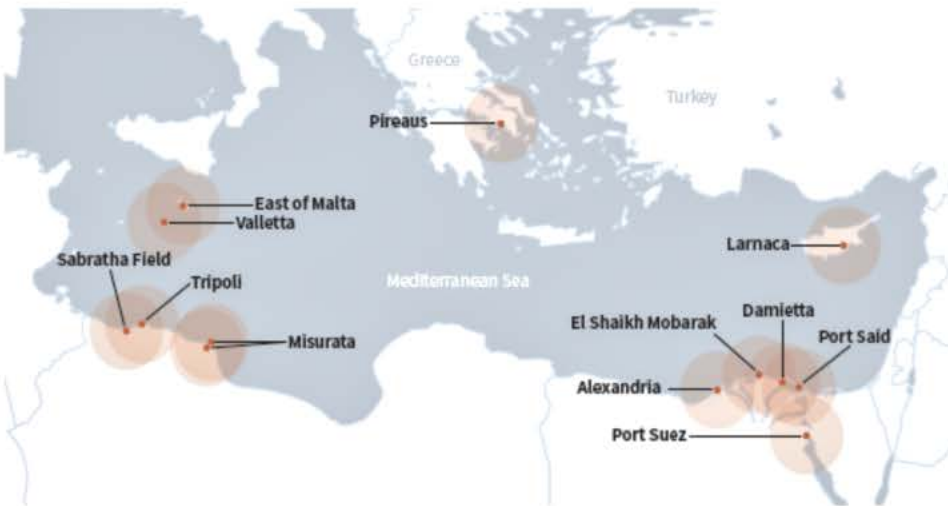 Greece
Turkey
Pireaus
East of Malta
Valletta
Larnaca
Sabratha Field
Tripoli
Mediterranean Sea
Damietta
El Shaikh Mobarak
Port Said
Misurata
Alexandria
Port Suez